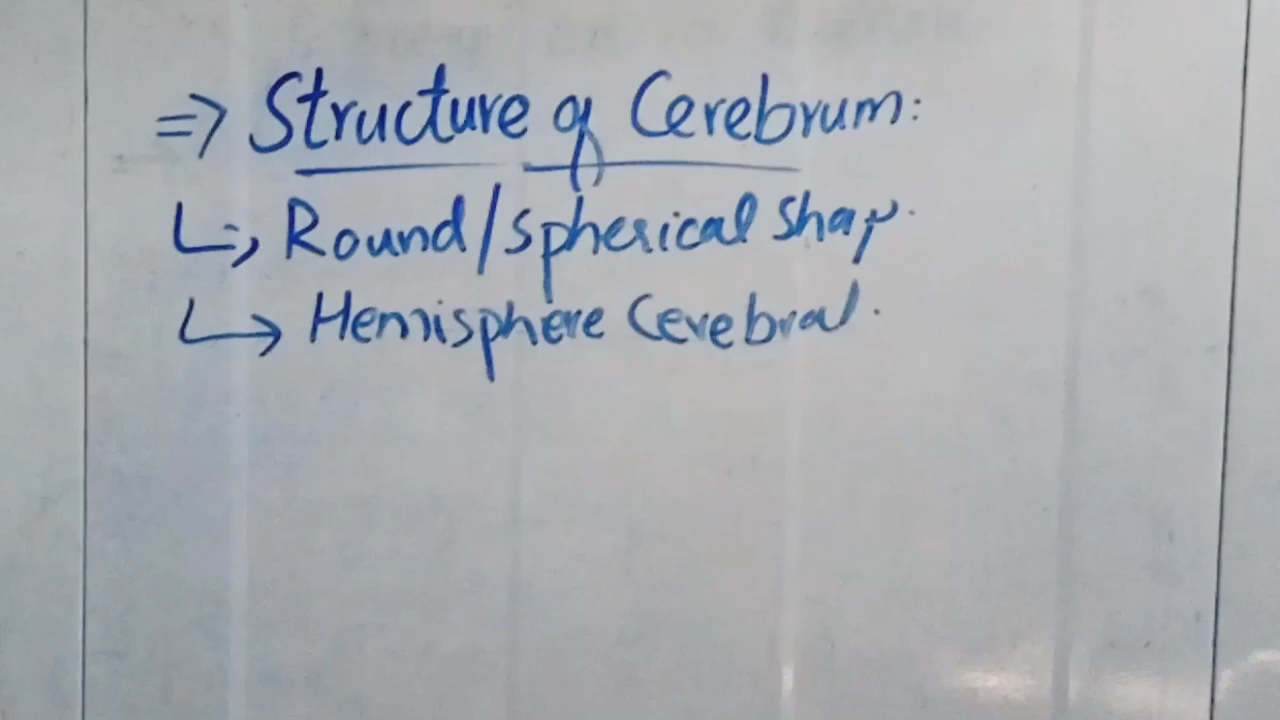 ⇒ Structure of Cerebrum:
↳ Round/Spherical Shap.
↳ Hemisphere Cerebral.